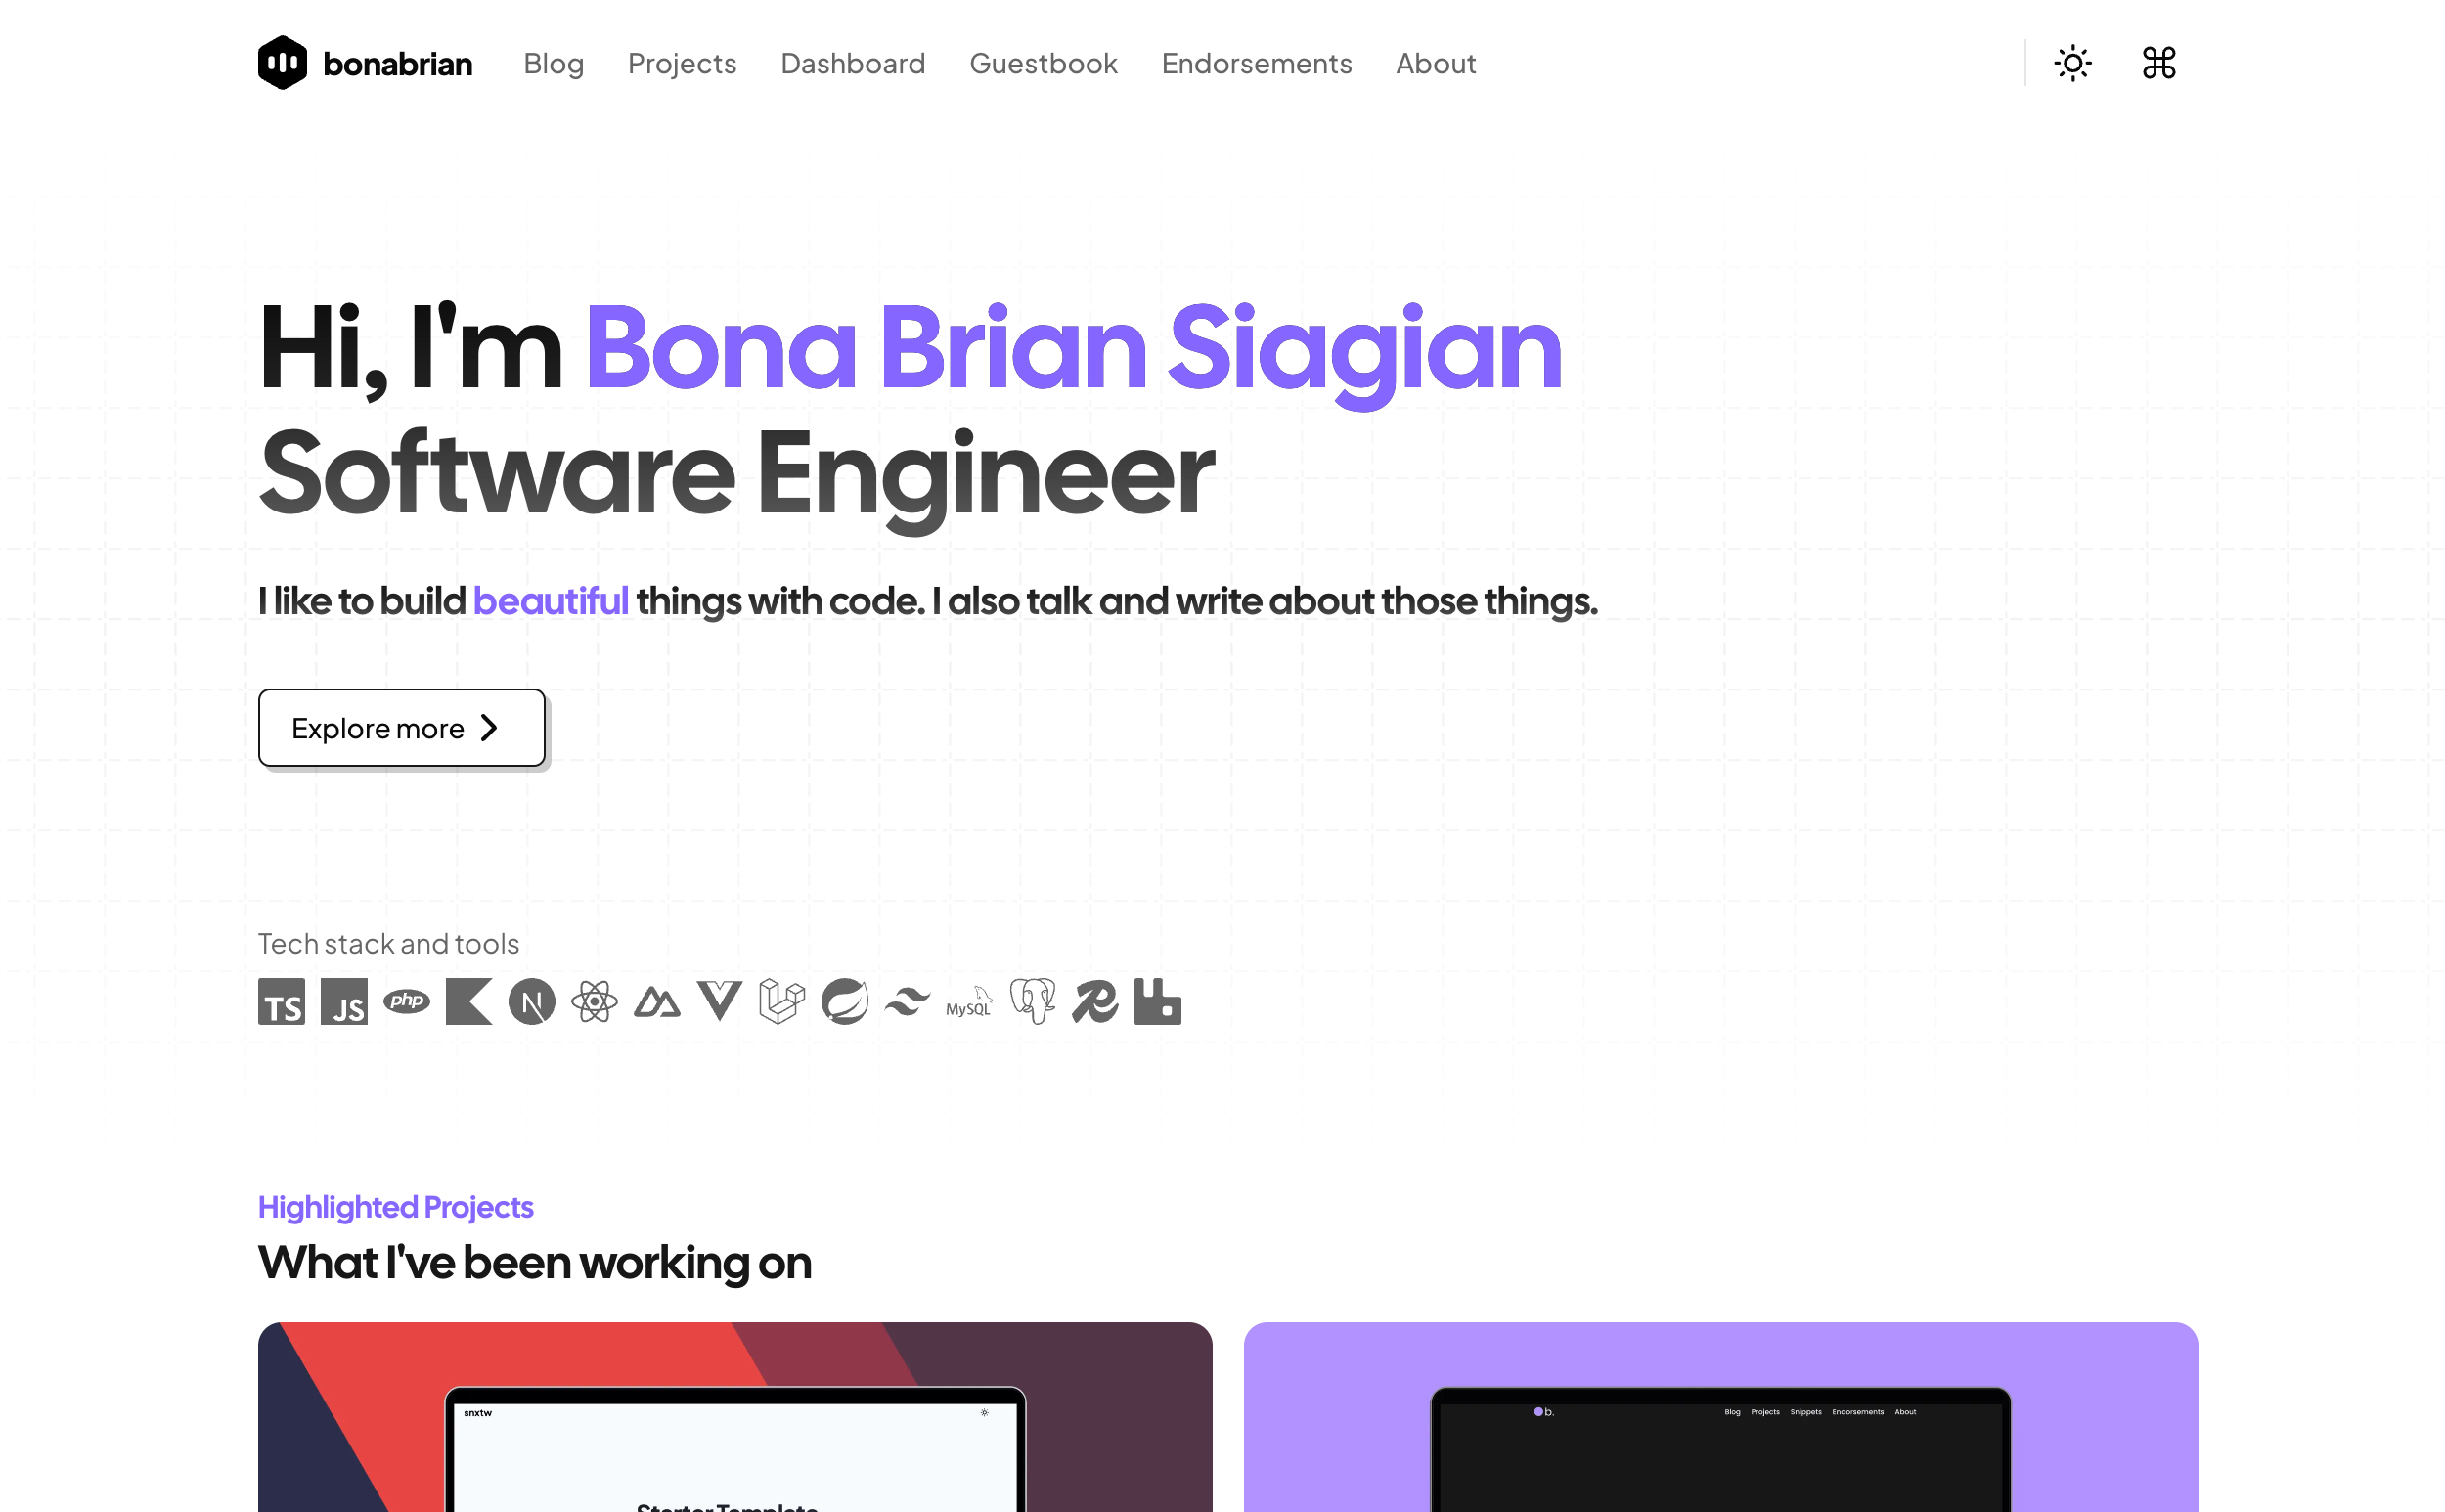 bonabrian Blog Projects Dashboard Guestbook Endorsements About
Hi, I'm Bona Brian Siagian
Software Engineer
I like to build beautiful things with code. I also talk and write about those things.
Explore more
Tech stack and tools
TS JS php N MySQL
Highlighted Projects
What I've been working on
snxtw
Starter Template
b. Blog Projects Snippets Endorsements About